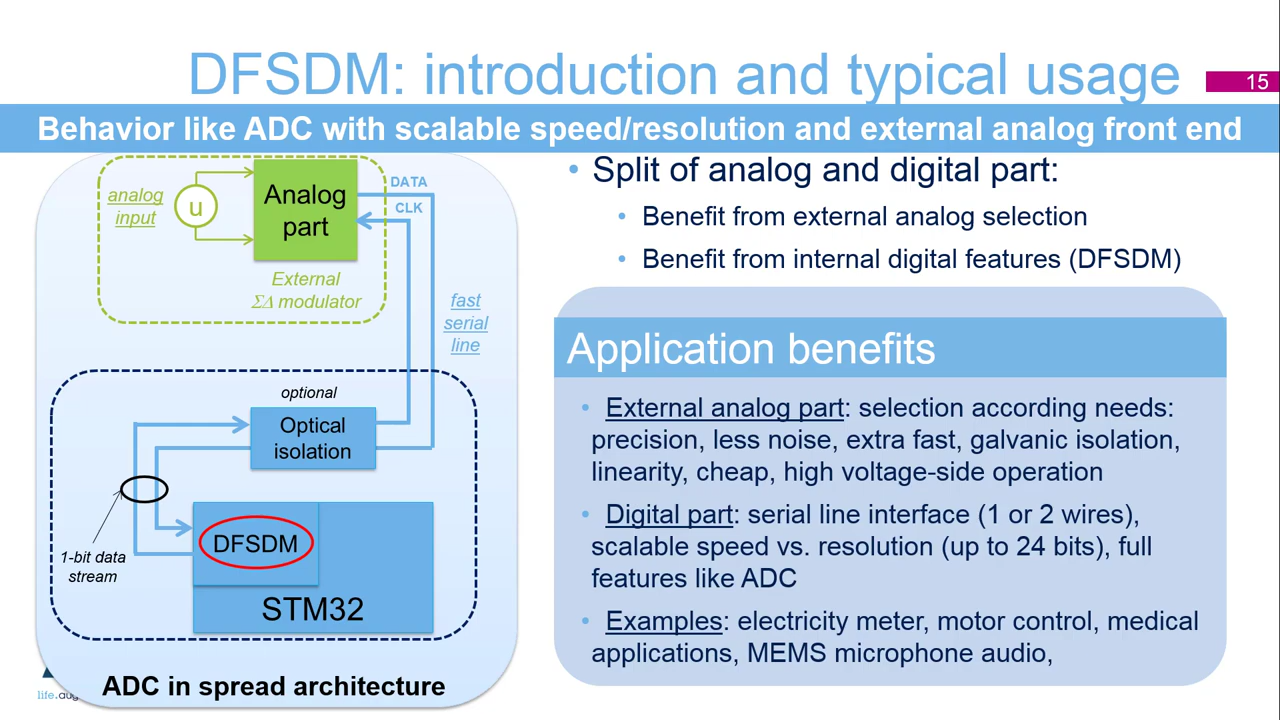 DFSDM: introduction and typical usage
15
Behavior like ADC with scalable speed/resolution and external analog front end
analog
input
u
Analog
part
DATA
CLK
External
ΣΔ modulator
fast
serial
line
optional
Optical
isolation
1-bit data
stream
DFSDM
STM32
ADC in spread architecture
life.aug
• Split of analog and digital part:
• Benefit from external analog selection
• Benefit from internal digital features (DFSDM)
Application benefits
• External analog part: selection according needs:
precision, less noise, extra fast, galvanic isolation,
linearity, cheap, high voltage-side operation
• Digital part: serial line interface (1 or 2 wires),
scalable speed vs. resolution (up to 24 bits), full
features like ADC
• Examples: electricity meter, motor control, medical
applications, MEMS microphone audio,